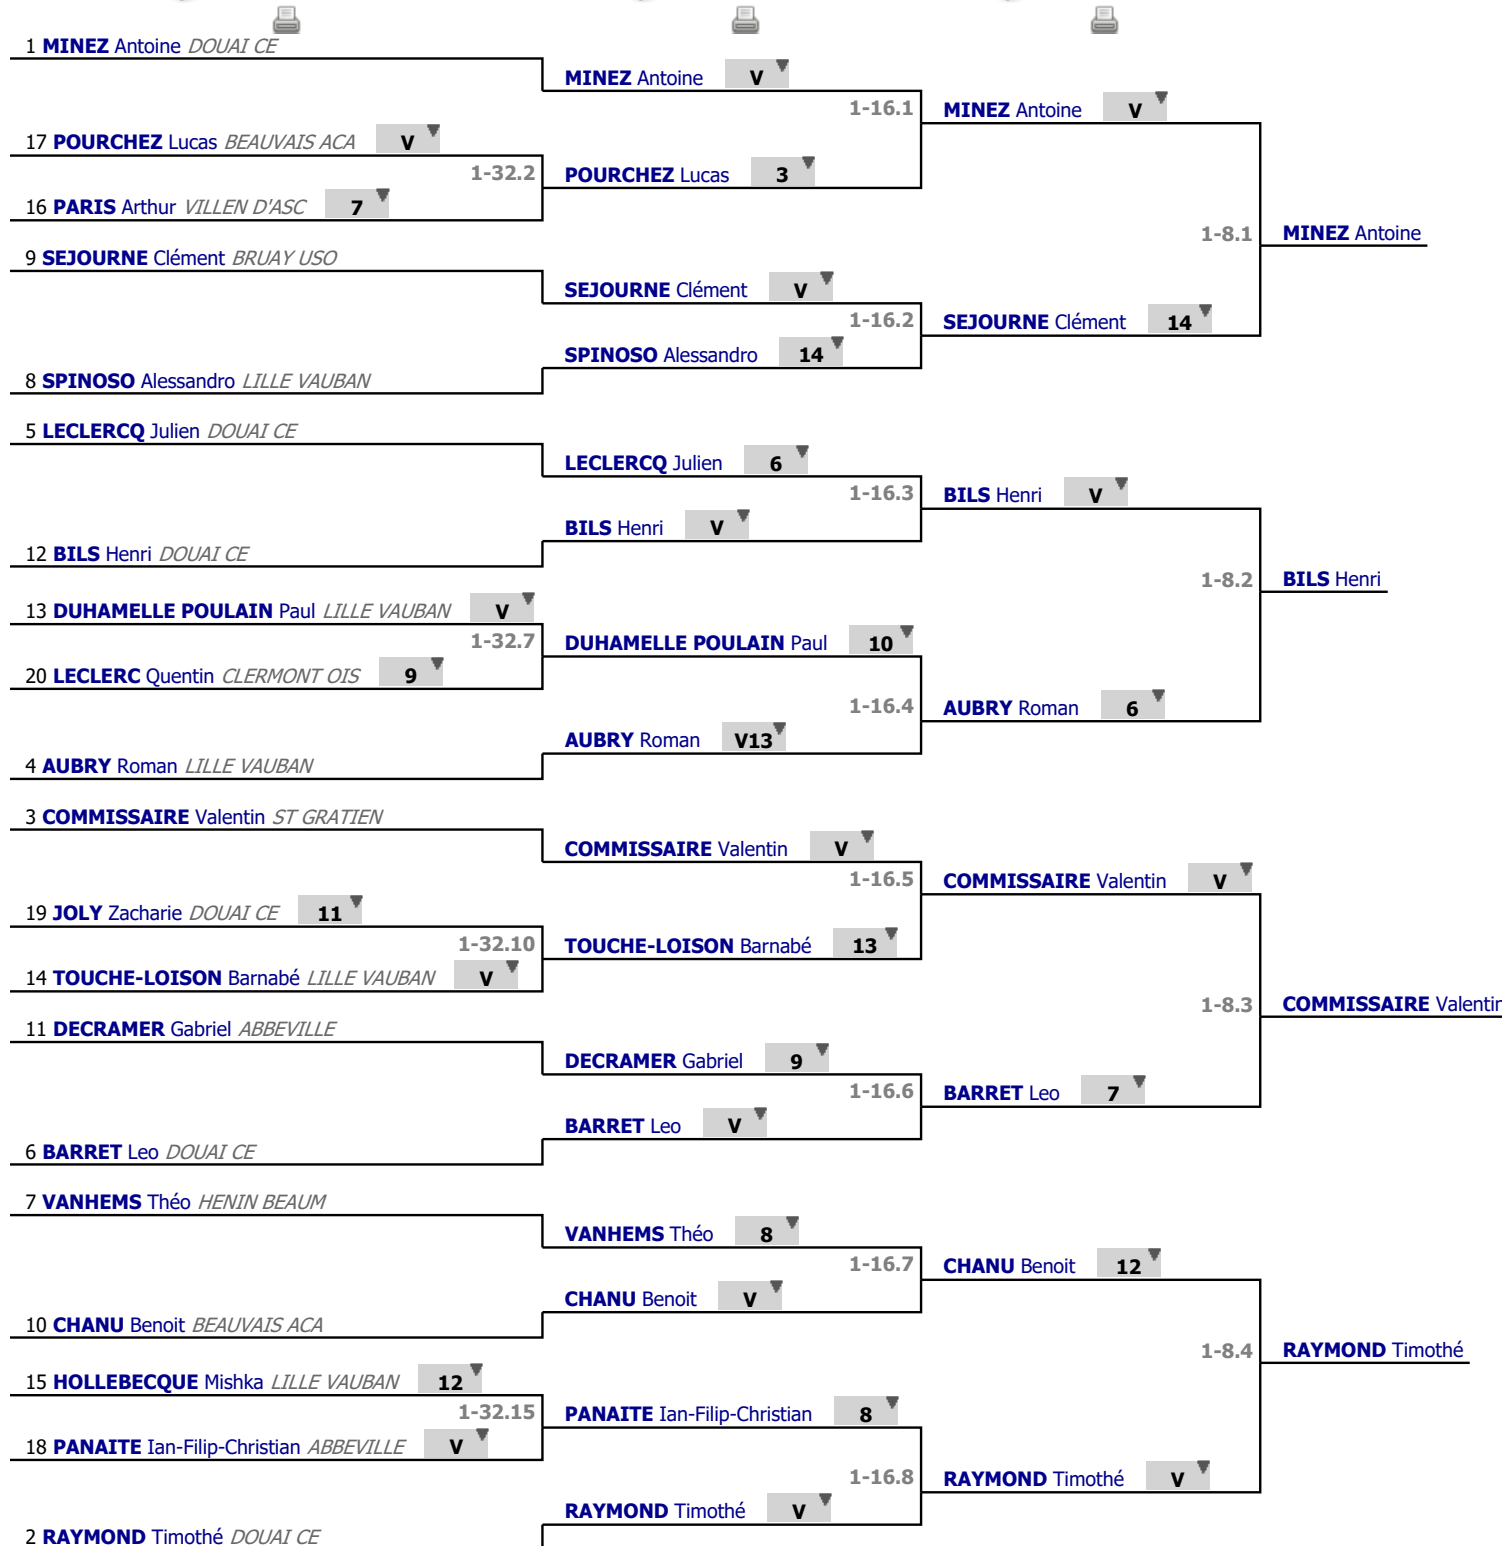 1 MINEZ Antoine DOUAI CE
MINEZ Antoine V
1-16.1
MINEZ Antoine V
17 POURCHEZ Lucas BEAUVAIS ACA V
1-32.2
POURCHEZ Lucas 3
16 PARIS Arthur VILLEN D'ASC 7
1-8.1
MINEZ Antoine
9 SEJOURNE Clément BRUAY USO
SEJOURNE Clément V
1-16.2
SEJOURNE Clément 14
SPINOSO Alessandro 14
8 SPINOSO Alessandro LILLE VAUBAN
5 LECLERCQ Julien DOUAI CE
LECLERCQ Julien 6
1-16.3
BILS Henri V
BILS Henri V
12 BILS Henri DOUAI CE
1-8.2
BILS Henri
13 DUHAMELLE POULAIN Paul LILLE VAUBAN V
1-32.7
DUHAMELLE POULAIN Paul 10
20 LECLERC Quentin CLERMONT OIS 9
1-16.4
AUBRY Roman 6
AUBRY Roman V13
4 AUBRY Roman LILLE VAUBAN
3 COMMISSAIRE Valentin ST GRATIEN
COMMISSAIRE Valentin V
1-16.5
COMMISSAIRE Valentin V
19 JOLY Zacharie DOUAI CE 11
1-32.10
TOUCHE-LOISON Barnabé 13
14 TOUCHE-LOISON Barnabé LILLE VAUBAN V
1-8.3
COMMISSAIRE Valentin
11 DECRAMER Gabriel ABBEVILLE
DECRAMER Gabriel 9
1-16.6
BARRET Leo 7
BARRET Leo V
6 BARRET Leo DOUAI CE
7 VANHEMS Théo HENIN BEAUM
VANHEMS Théo 8
1-16.7
CHANU Benoit 12
CHANU Benoit V
10 CHANU Benoit BEAUVAIS ACA
1-8.4
RAYMOND Timothé
15 HOLLEBECQUE Mishka LILLE VAUBAN 12
1-32.15
PANAITE Ian-Filip-Christian 8
18 PANAITE Ian-Filip-Christian ABBEVILLE V
1-16.8
RAYMOND Timothé V
RAYMOND Timothé V
2 RAYMOND Timothé DOUAI CE